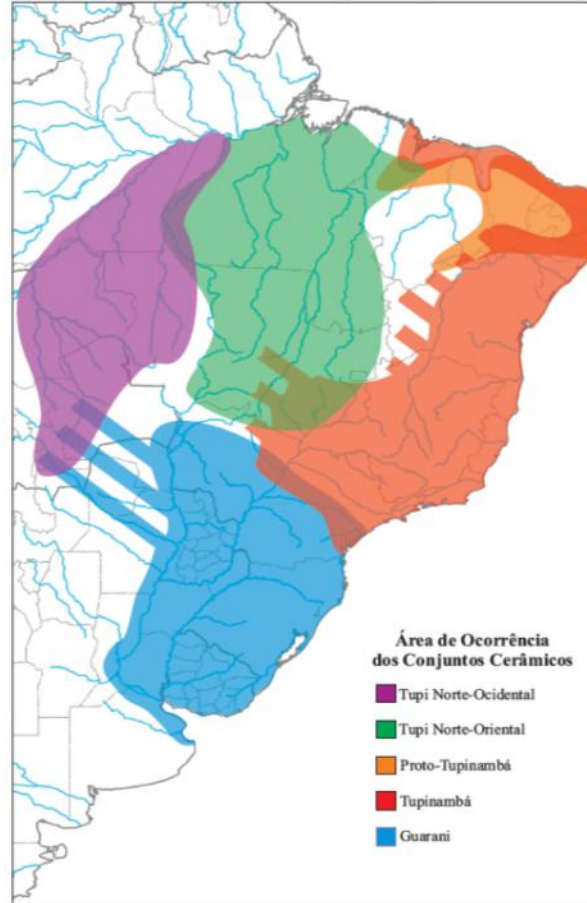 Área de Ocorrência
dos Conjuntos Cerâmicos
Tupi Norte-Ocidental
Tupi Norte-Oriental
Proto-Tupinambá
Tupinambá
Guarani